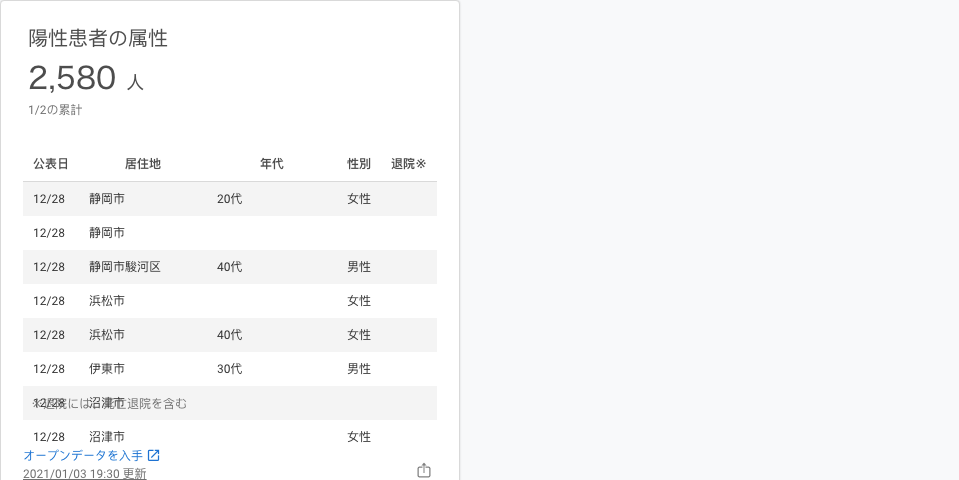 陽性患者の属性
2,580 人
1/2の累計
公表日 居住地 年代 性別 退院※
12/28 静岡市 20代 女性
12/28 静岡市
12/28 静岡市駿河区 40代 男性
12/28 浜松市 女性
12/28 浜松市 40代 女性
12/28 伊東市 30代 男性
12/28 沼津市
※退院には、死亡退院を含む
12/28 沼津市 女性
オープンデータを入手
2021/01/03 19:30 更新